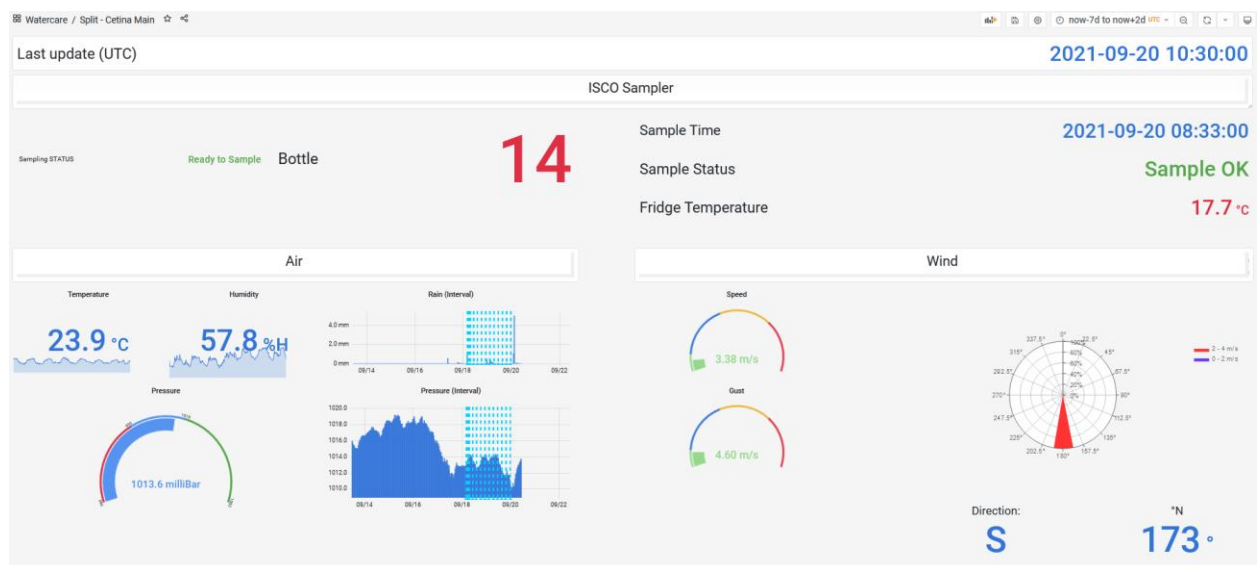 Watercare / Split - Cetina Main
now-7d to now+2d UTC
Last update (UTC) 2021-09-20 10:30:00
ISCO Sampler
Sampling STATUS Ready to Sample Bottle 14
Sample Time 2021-09-20 08:33:00
Sample Status Sample OK
Fridge Temperature 17.7 °C
Air
Temperature
23.9 °C
Humidity
57.8 %H
Rain (Interval)
4.0 mm
2.0 mm
0 mm
09/14 09/16 09/18 09/20 09/22
Pressure
1013.6 milliBar
Pressure (Interval)
1020.0
1018.0
1016.0
1014.0
1012.0
1010.0
09/14 09/16 09/18 09/20 09/22
Wind
Speed
3.38 m/s
Gust
4.60 m/s
0°
22.5°
45°
67.5°
90°
112.5°
135°
157.5°
180°
202.5°
225°
247.5°
270°
292.5°
315°
337.5°
100%
60%
40%
20%
0%
2 - 4 m/s
0 - 2 m/s
Direction: °N
S 173 °